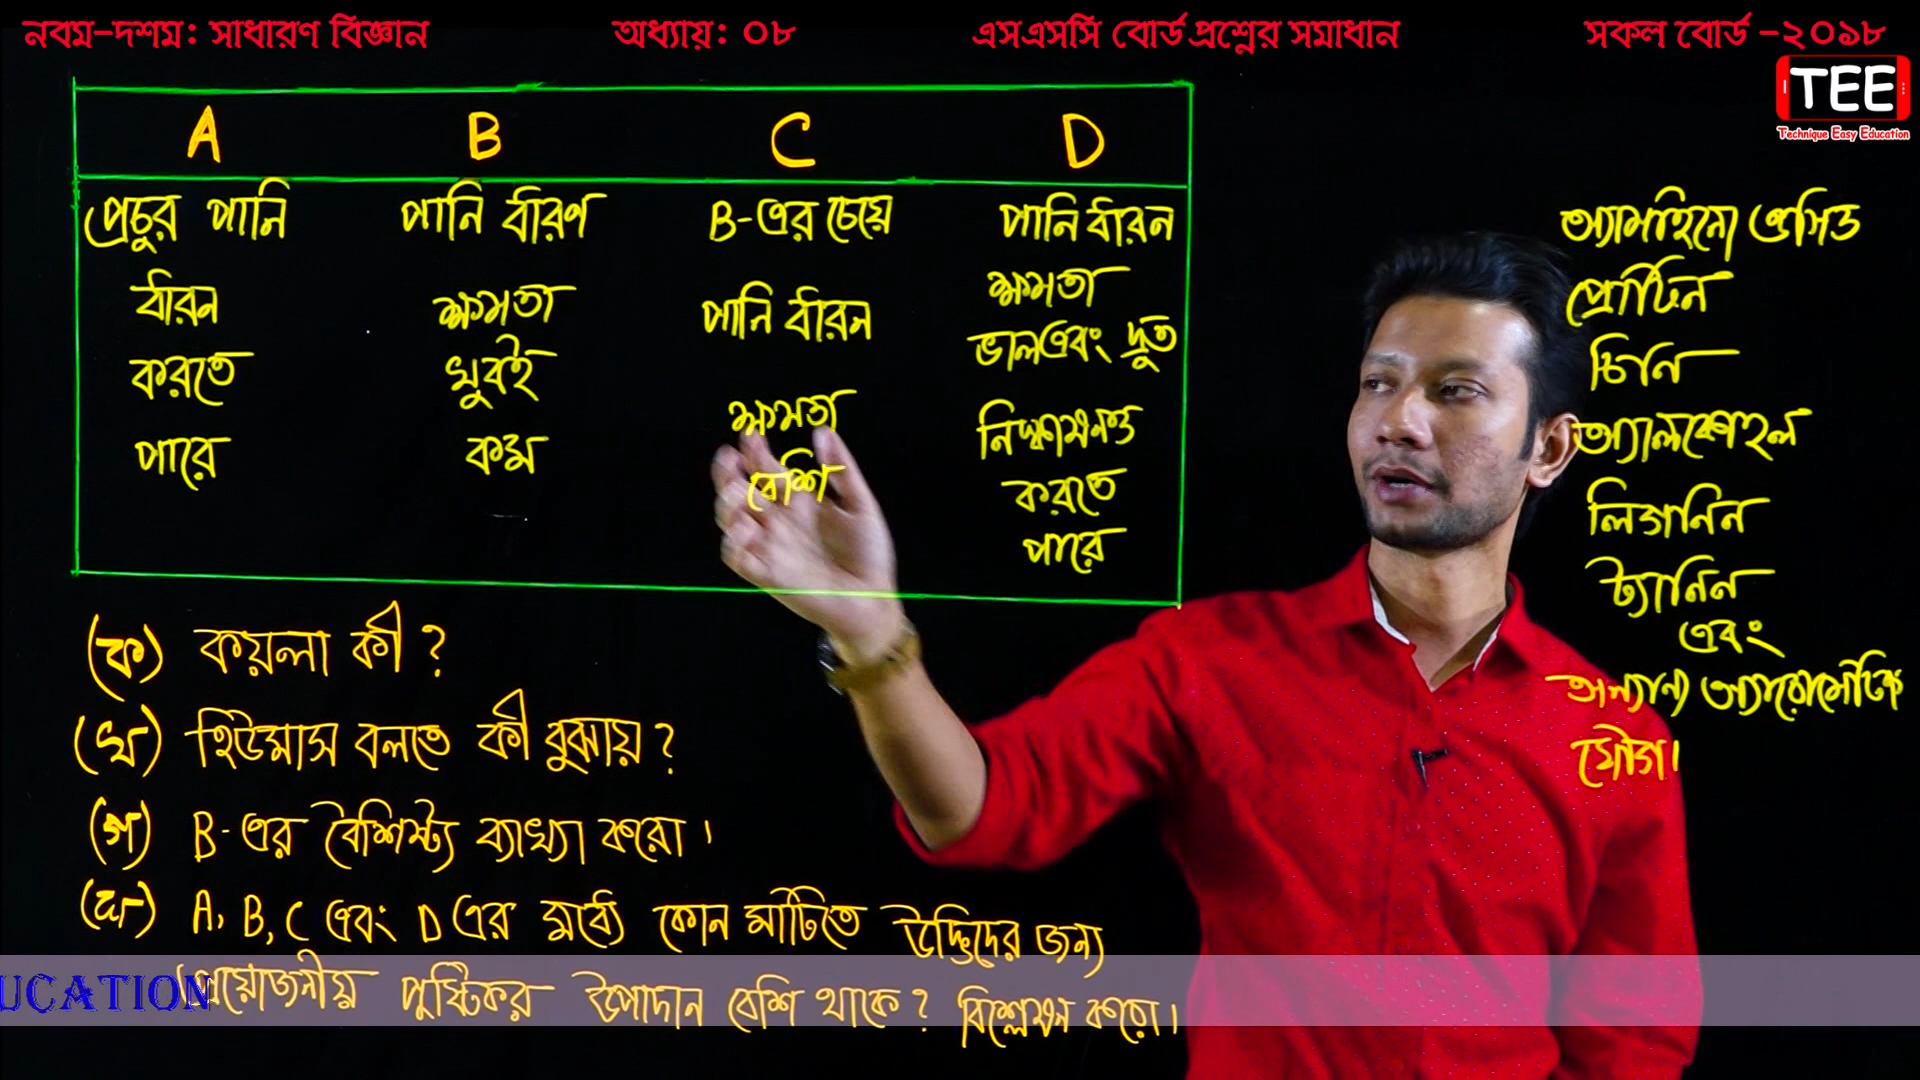 নবম-দশম: সাধারণ বিজ্ঞান
অধ্যায়: ০৮
এসএসসি বোর্ড প্রশ্নের সমাধান
সকল বোর্ড -২০১৮
TEE
Technique Easy Education
A
B
C
D
প্রচুর পানি
বারন
করতে
পারে
পানি বারণ
ক্ষমতা
খুবই
কম
B-এর চেয়ে
পানি বারন
ক্ষমতা
বেশি
পানি বারন
ক্ষমতা
ভাল এবং দ্রুত
নিষ্কাষনও
করতে
পারে
অ্যামাইনো এসিড
প্রোটিন
চিনি
অ্যালকোহল
লিগনিন
ট্যানিন
এবং
অন্যান্য অ্যারোমেটিক
যৌগ।
(ক) কয়লা কী ?
(খ) হিউমাস বলতে কী বুঝায় ?
(গ) B-এর বৈশিষ্ট্য ব্যাখ্যা করো ।
(ঘ) A, B, C এবং D এর মধ্যে কোন মাটিতে উদ্ভিদের জন্য
প্রয়োজনীয় পুষ্টিকর উপাদান বেশি থাকে ? বিশ্লেষন করো ।
UCATION